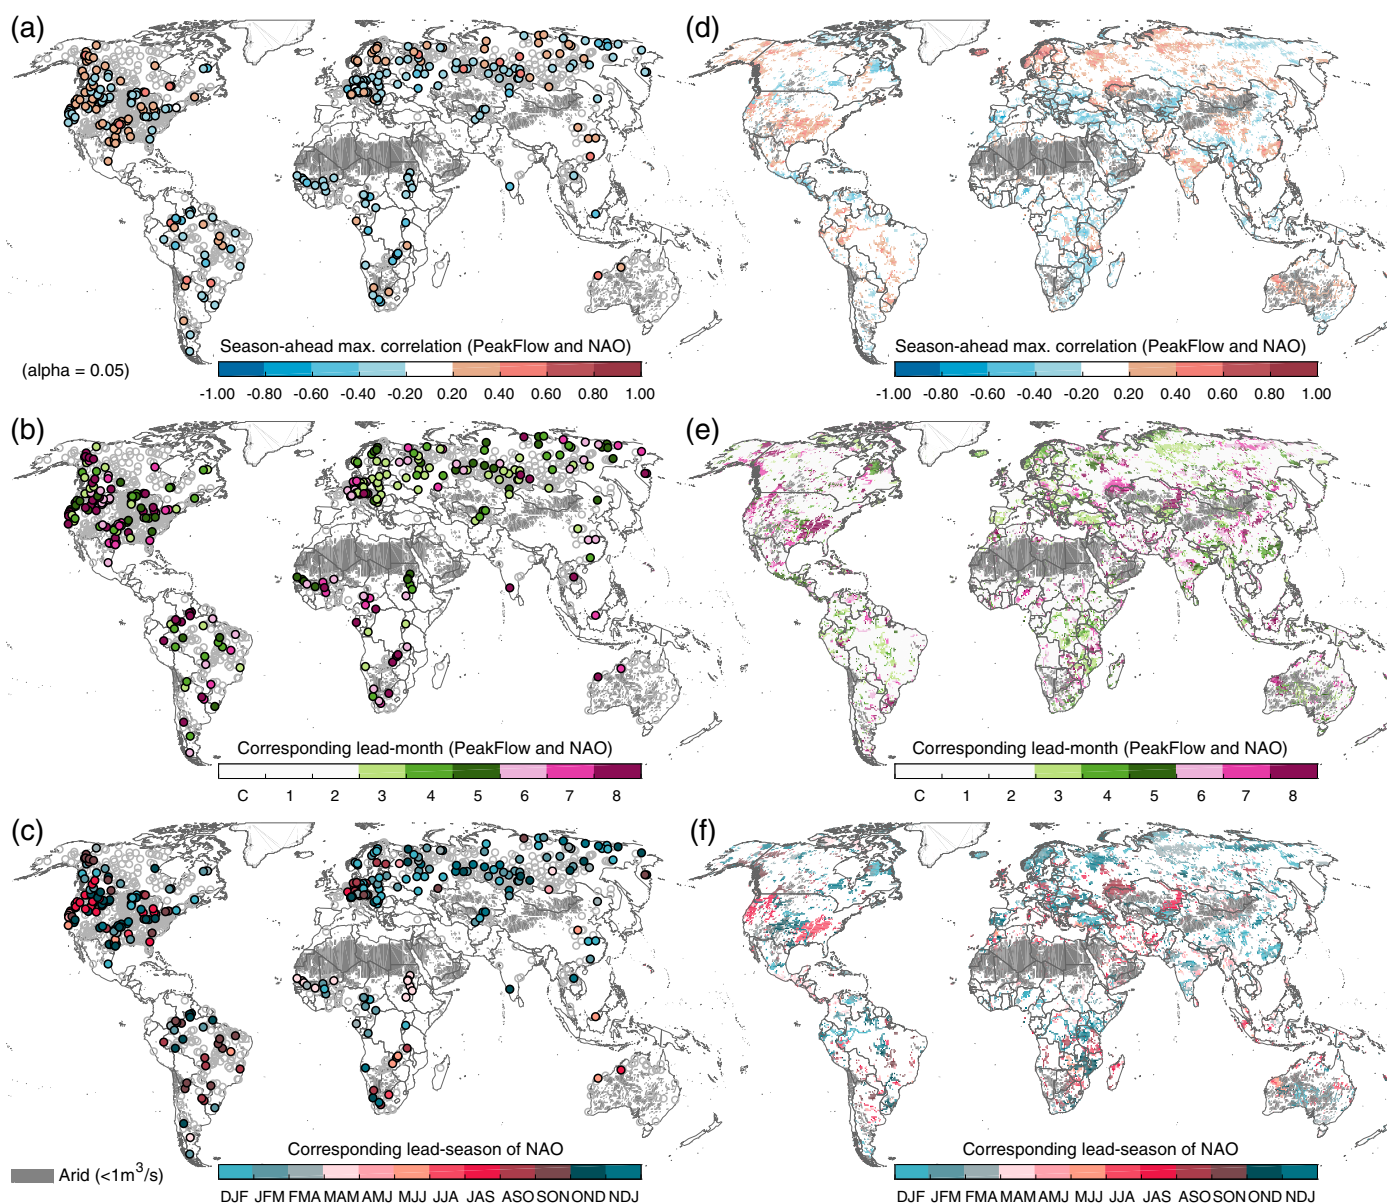 (a)
(d)
Season-ahead max. correlation (PeakFlow and NAO)
Season-ahead max. correlation (PeakFlow and NAO)
(alpha = 0.05)
-1.00 -0.80 -0.60 -0.40 -0.20 0.20 0.40 0.60 0.80 1.00
-1.00 -0.80 -0.60 -0.40 -0.20 0.20 0.40 0.60 0.80 1.00
(b)
(e)
Corresponding lead-month (PeakFlow and NAO)
Corresponding lead-month (PeakFlow and NAO)
C 1 2 3 4 5 6 7 8
C 1 2 3 4 5 6 7 8
(c)
(f)
Corresponding lead-season of NAO
Corresponding lead-season of NAO
Arid (<1m³/s)
DJF JFM FMA MAM AMJ MJJ JJA JAS ASO SON OND NDJ
DJF JFM FMA MAM AMJ MJJ JJA JAS ASO SON OND NDJ